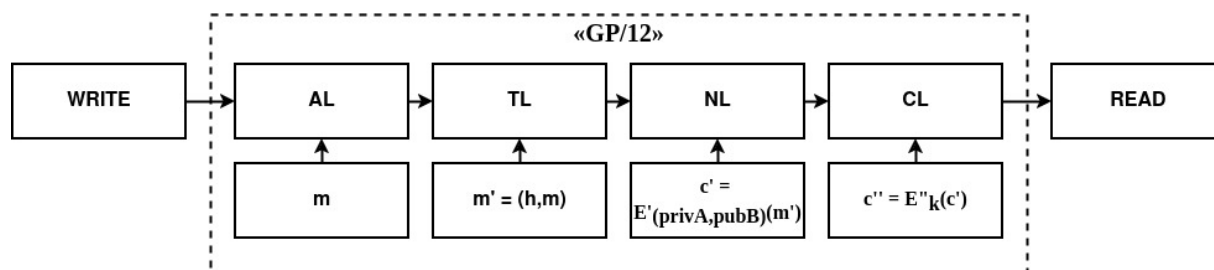 «GP/12»
WRITE
AL
TL
NL
CL
READ
m
m' = (h,m)
c' =
E'(privA,pubB)(m')
c'' = E"k(c')